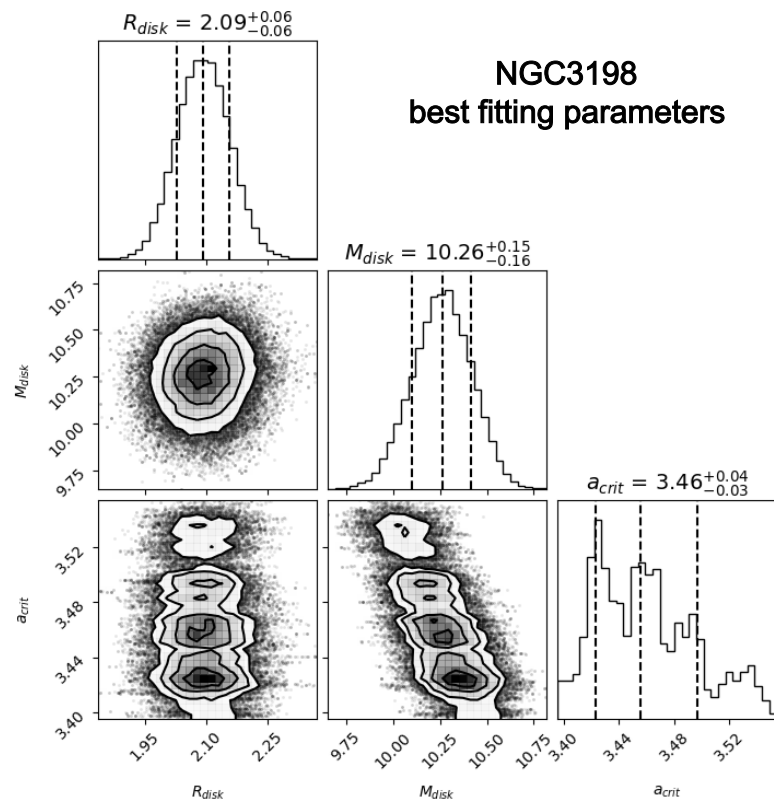 R_disk = 2.09^{+0.06}_{-0.06}
NGC3198
best fitting parameters
M_disk = 10.26^{+0.15}_{-0.16}
10.75
10.50
10.25
10.00
9.75
M_disk
a_crit = 3.46^{+0.04}_{-0.03}
3.52
3.48
3.44
3.40
a_crit
1.95 2.10 2.25
9.75 10.00 10.25 10.50 10.75
3.40 3.44 3.48 3.52
R_disk M_disk a_crit